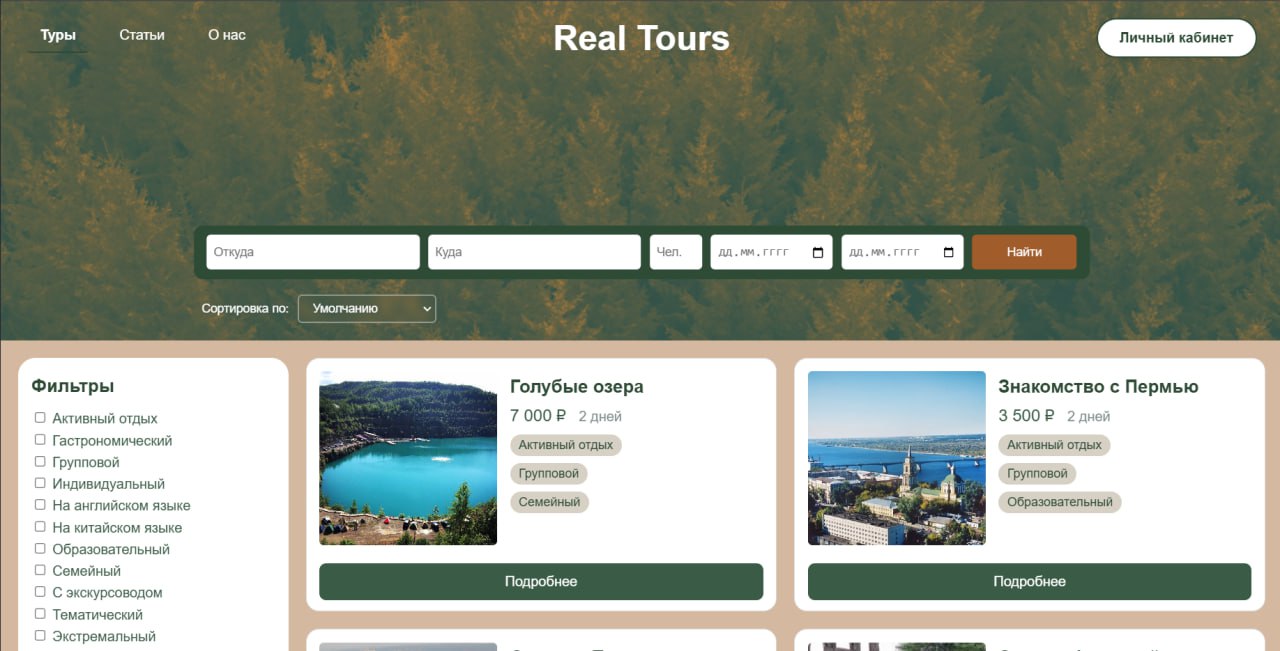 Туры Статьи О нас Real Tours Личный кабинет
Откуда Куда Чел. дд.мм.гггг дд.мм.гггг Найти
Сортировка по: Умолчанию
Фильтры
Активный отдых
Гастрономический
Групповой
Индивидуальный
На английском языке
На китайском языке
Образовательный
Семейный
С экскурсоводом
Тематический
Экстремальный
Голубые озера
7 000 ₽ 2 дней
Активный отдых
Групповой
Семейный
Подробнее
Знакомство с Пермью
3 500 ₽ 2 дней
Активный отдых
Групповой
Образовательный
Подробнее